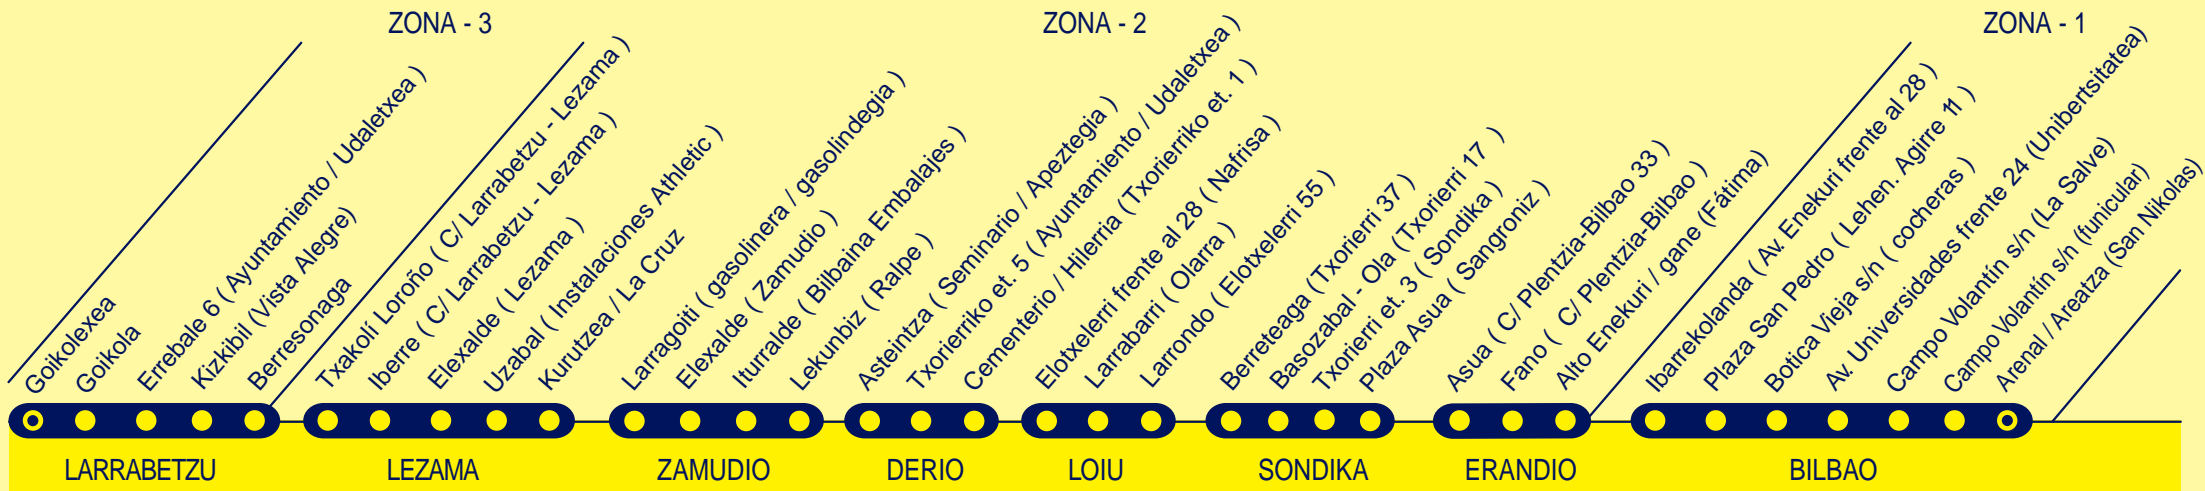 ZONA - 3
ZONA - 2
ZONA - 1
Goikolexea
Goikola
Errebale 6 ( Ayuntamiento / Udaletxea )
Kizkibil (Vista Alegre)
Berresonaga
Txakolí Loroño ( C/ Larrabetzu - Lezama )
Iberre ( C/ Larrabetzu - Lezama )
Elexalde ( Lezama )
Uzabal ( Instalaciones Athletic )
Kurutzea / La Cruz
Larragoiti ( gasolinera / gasolindegia )
Elexalde ( Zamudio )
Iturralde ( Bilbaina Embalajes )
Lekunbiz ( Ralpe )
Asteintza ( Seminario / Apeztegia )
Txorierriko et. 5 ( Ayuntamiento / Udaletxea )
Cementerio / Hilerria (Txorierriko et. 1 )
Elotxelerri frente al 28 ( Nafrisa )
Larrabarri ( Olarra )
Larrondo ( Elotxelerri 55 )
Berreteaga (Txorierri 37 )
Basozabal - Ola (Txorierri 17 )
Txorierri et. 3 ( Sondika )
Plaza Asua ( Sangroniz )
Asua ( C/ Plentzia-Bilbao 33 )
Fano ( C/ Plentzia-Bilbao )
Alto Enekuri / gane (Fátima)
Ibarrekolanda ( Av. Enekuri frente al 28 )
Plaza San Pedro ( Lehen. Agirre 11 )
Botica Vieja s/n ( cocheras )
Av. Universidades frente 24 (Unibertsitatea)
Campo Volantín s/n (La Salve)
Campo Volantín s/n (funicular)
Arenal / Areatza (San Nikolas)
LARRABETZU
LEZAMA
ZAMUDIO
DERIO
LOIU
SONDIKA
ERANDIO
BILBAO